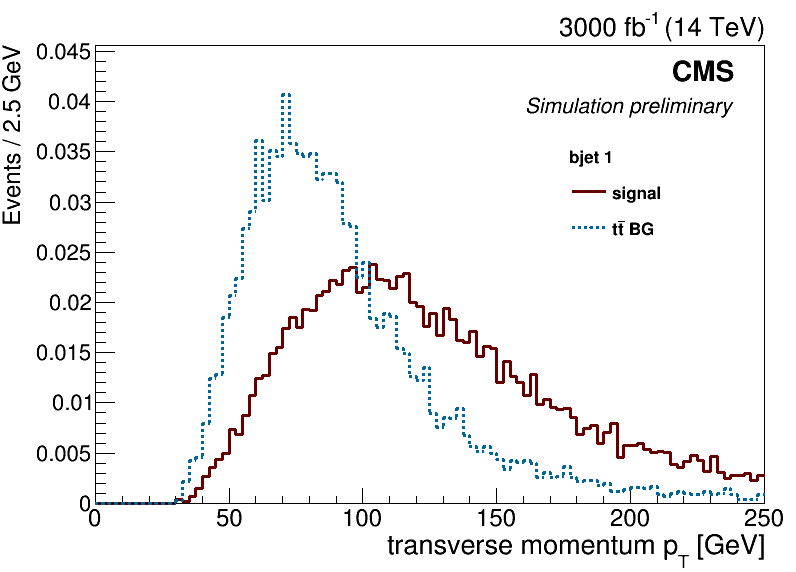 3000 fb⁻¹ (14 TeV)
Events / 2.5 GeV
0.045
0.04
0.035
0.03
0.025
0.02
0.015
0.01
0.005
0
CMS
Simulation preliminary
bjet 1
signal
tt̅ BG
0 50 100 150 200 250
transverse momentum p_T [GeV]